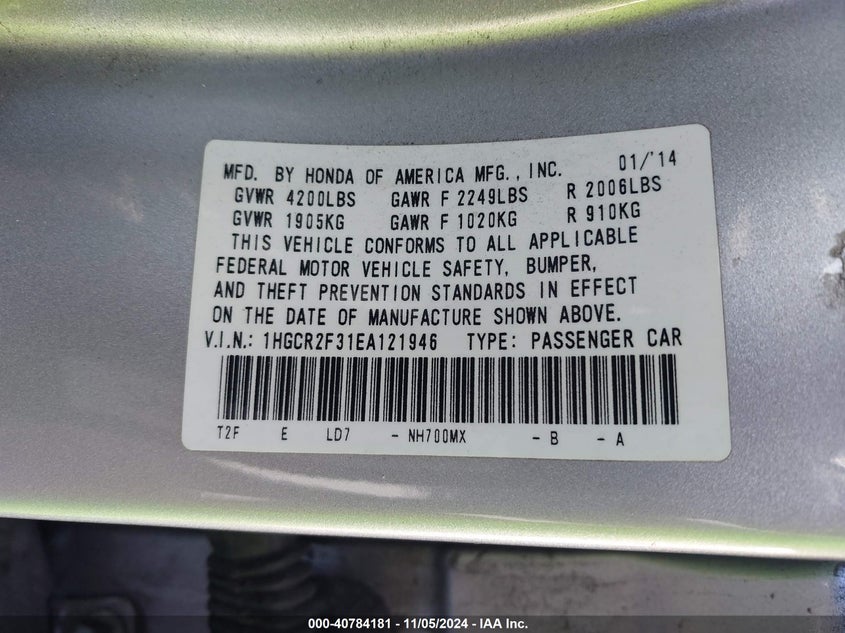 MFD. BY HONDA OF AMERICA MFG., INC. 01/'14
GVWR 4200LBS GAWR F 2249LBS R 2006LBS
GVWR 1905KG GAWR F 1020KG R 910KG
THIS VEHICLE CONFORMS TO ALL APPLICABLE
FEDERAL MOTOR VEHICLE SAFETY, BUMPER,
AND THEFT PREVENTION STANDARDS IN EFFECT
ON THE DATE OF MANUFACTURE SHOWN ABOVE.
V.I.N.: 1HGCR2F31EA121946 TYPE: PASSENGER CAR
T2F E LD7 - NH700MX - B - A
000-40784181 - 11/05/2024 - IAA Inc.